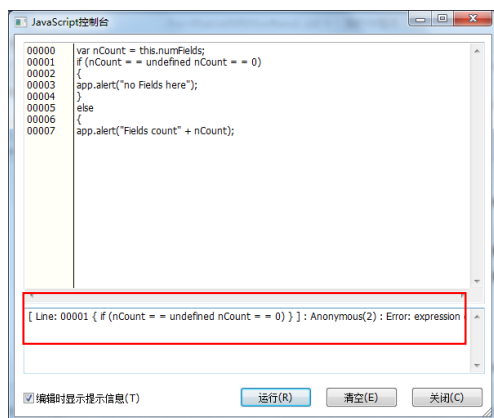 JavaScript控制台
00000 var nCount = this.numFields;
00001 if (nCount = = undefined nCount = = 0)
00002 {
00003 app.alert("no Fields here");
00004 }
00005 else
00006 {
00007 app.alert("Fields count" + nCount);
[ Line: 00001 { if (nCount = = undefined nCount = = 0) } ] : Anonymous(2) : Error: expression
编辑时显示提示信息(T)
运行(R)
清空(E)
关闭(C)